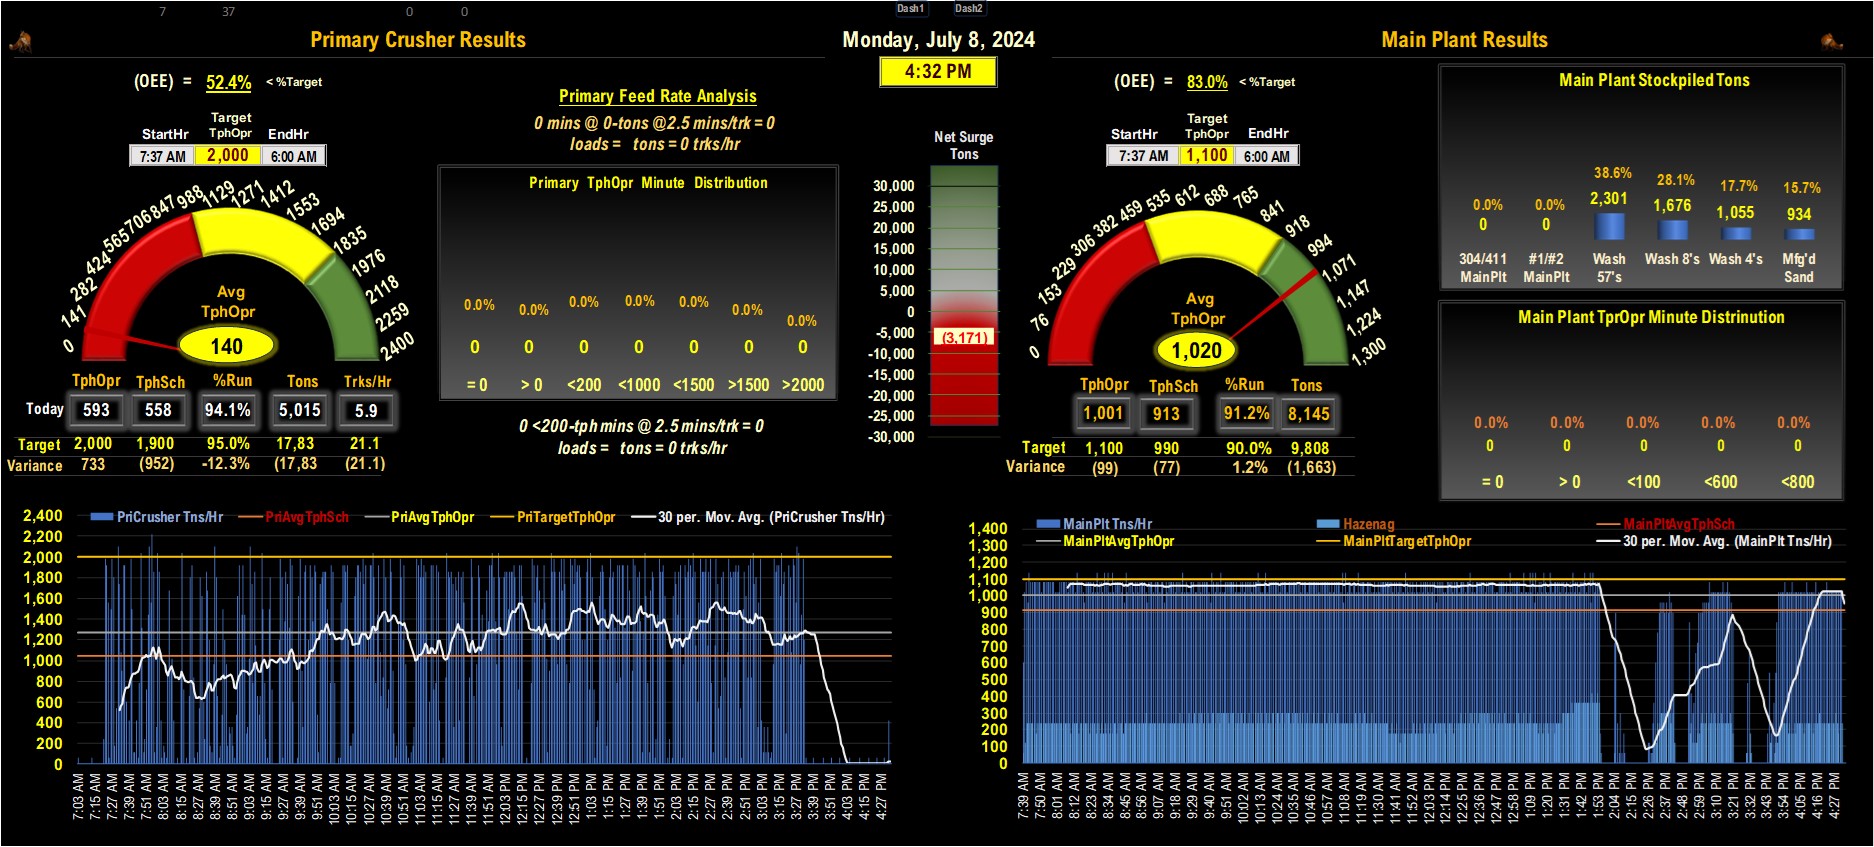 7 37 0 0 Dash1 Dash2
Primary Crusher Results
Monday, July 8, 2024
Main Plant Results
4:32 PM
(OEE) = 52.4% < %Target
StartHr Target TphOpr EndHr
7:37 AM 2,000 6:00 AM
0 141 282 424 565 706 847 988 1129 1271 1412 1553 1694 1835 1976 2118 2259 2400
Avg
TphOpr
140
TphOpr TphSch %Run Tons Trks/Hr
Today 593 558 94.1% 5,015 5.9
Target 2,000 1,900 95.0% 17,83 21.1
Variance 733 (952) -12.3% (17,83 (21.1)
Primary Feed Rate Analysis
0 mins @ 0-tons @2.5 mins/trk = 0
loads = tons = 0 trks/hr
Primary TphOpr Minute Distribution
0.0% 0.0% 0.0% 0.0% 0.0% 0.0% 0.0%
0 0 0 0 0 0 0
= 0 > 0 <200 <1000 <1500 >1500 >2000
0 <200-tph mins @ 2.5 mins/trk = 0
loads = tons = 0 trks/hr
Net Surge
Tons
30,000
25,000
20,000
15,000
10,000
5,000
0
-5,000
(3,171)
-10,000
-15,000
-20,000
-25,000
-30,000
(OEE) = 83.0% < %Target
StartHr Target TphOpr EndHr
7:37 AM 1,100 6:00 AM
0 76 153 229 306 382 459 535 612 688 765 841 918 994 1,071 1,147 1,224 1,300
Avg
TphOpr
1,020
TphOpr TphSch %Run Tons
1,001 913 91.2% 8,145
Target 1,100 990 90.0% 9,808
Variance (99) (77) 1.2% (1,663)
Main Plant Stockpiled Tons
0.0% 0.0% 38.6% 28.1% 17.7% 15.7%
0 0 2,301 1,676 1,055 934
304/411 #1/#2 Wash Wash 8's Wash 4's Mfg'd
MainPlt MainPlt 57's Sand
Main Plant TprOpr Minute Distrinution
0.0% 0.0% 0.0% 0.0% 0.0%
0 0 0 0 0
= 0 > 0 <100 <600 <800
PriCrusher Tns/Hr PriAvgTphSch PriAvgTphOpr PriTargetTphOpr 30 per. Mov. Avg. (PriCrusher Tns/Hr)
2,400
2,200
2,000
1,800
1,600
1,400
1,200
1,000
800
600
400
200
0
7:03 AM 7:15 AM 7:27 AM 7:39 AM 7:51 AM 8:03 AM 8:15 AM 8:27 AM 8:39 AM 8:51 AM 9:03 AM 9:15 AM 9:27 AM 9:39 AM 9:51 AM 10:03 AM 10:15 AM 10:27 AM 10:39 AM 10:51 AM 11:03 AM 11:15 AM 11:27 AM 11:39 AM 11:51 AM 12:03 PM 12:15 PM 12:27 PM 12:39 PM 12:51 PM 1:03 PM 1:15 PM 1:27 PM 1:39 PM 1:51 PM 2:03 PM 2:15 PM 2:27 PM 2:39 PM 2:51 PM 3:03 PM 3:15 PM 3:27 PM 3:39 PM 3:51 PM 4:03 PM 4:15 PM 4:27 PM
MainPlt Tns/Hr Hazenag MainPltAvgTphSch
MainPltAvgTphOpr MainPltTargetTphOpr 30 per. Mov. Avg. (MainPlt Tns/Hr)
1,400
1,300
1,200
1,100
1,000
900
800
700
600
500
400
300
200
100
0
7:39 AM 7:50 AM 8:01 AM 8:12 AM 8:23 AM 8:34 AM 8:45 AM 8:56 AM 9:07 AM 9:18 AM 9:29 AM 9:40 AM 9:51 AM 10:02 AM 10:13 AM 10:24 AM 10:35 AM 10:46 AM 10:57 AM 11:08 AM 11:19 AM 11:30 AM 11:41 AM 11:52 AM 12:03 PM 12:14 PM 12:25 PM 12:36 PM 12:47 PM 12:58 PM 1:09 PM 1:20 PM 1:31 PM 1:42 PM 1:53 PM 2:04 PM 2:15 PM 2:26 PM 2:37 PM 2:48 PM 2:59 PM 3:10 PM 3:21 PM 3:32 PM 3:43 PM 3:54 PM 4:05 PM 4:16 PM 4:27 PM